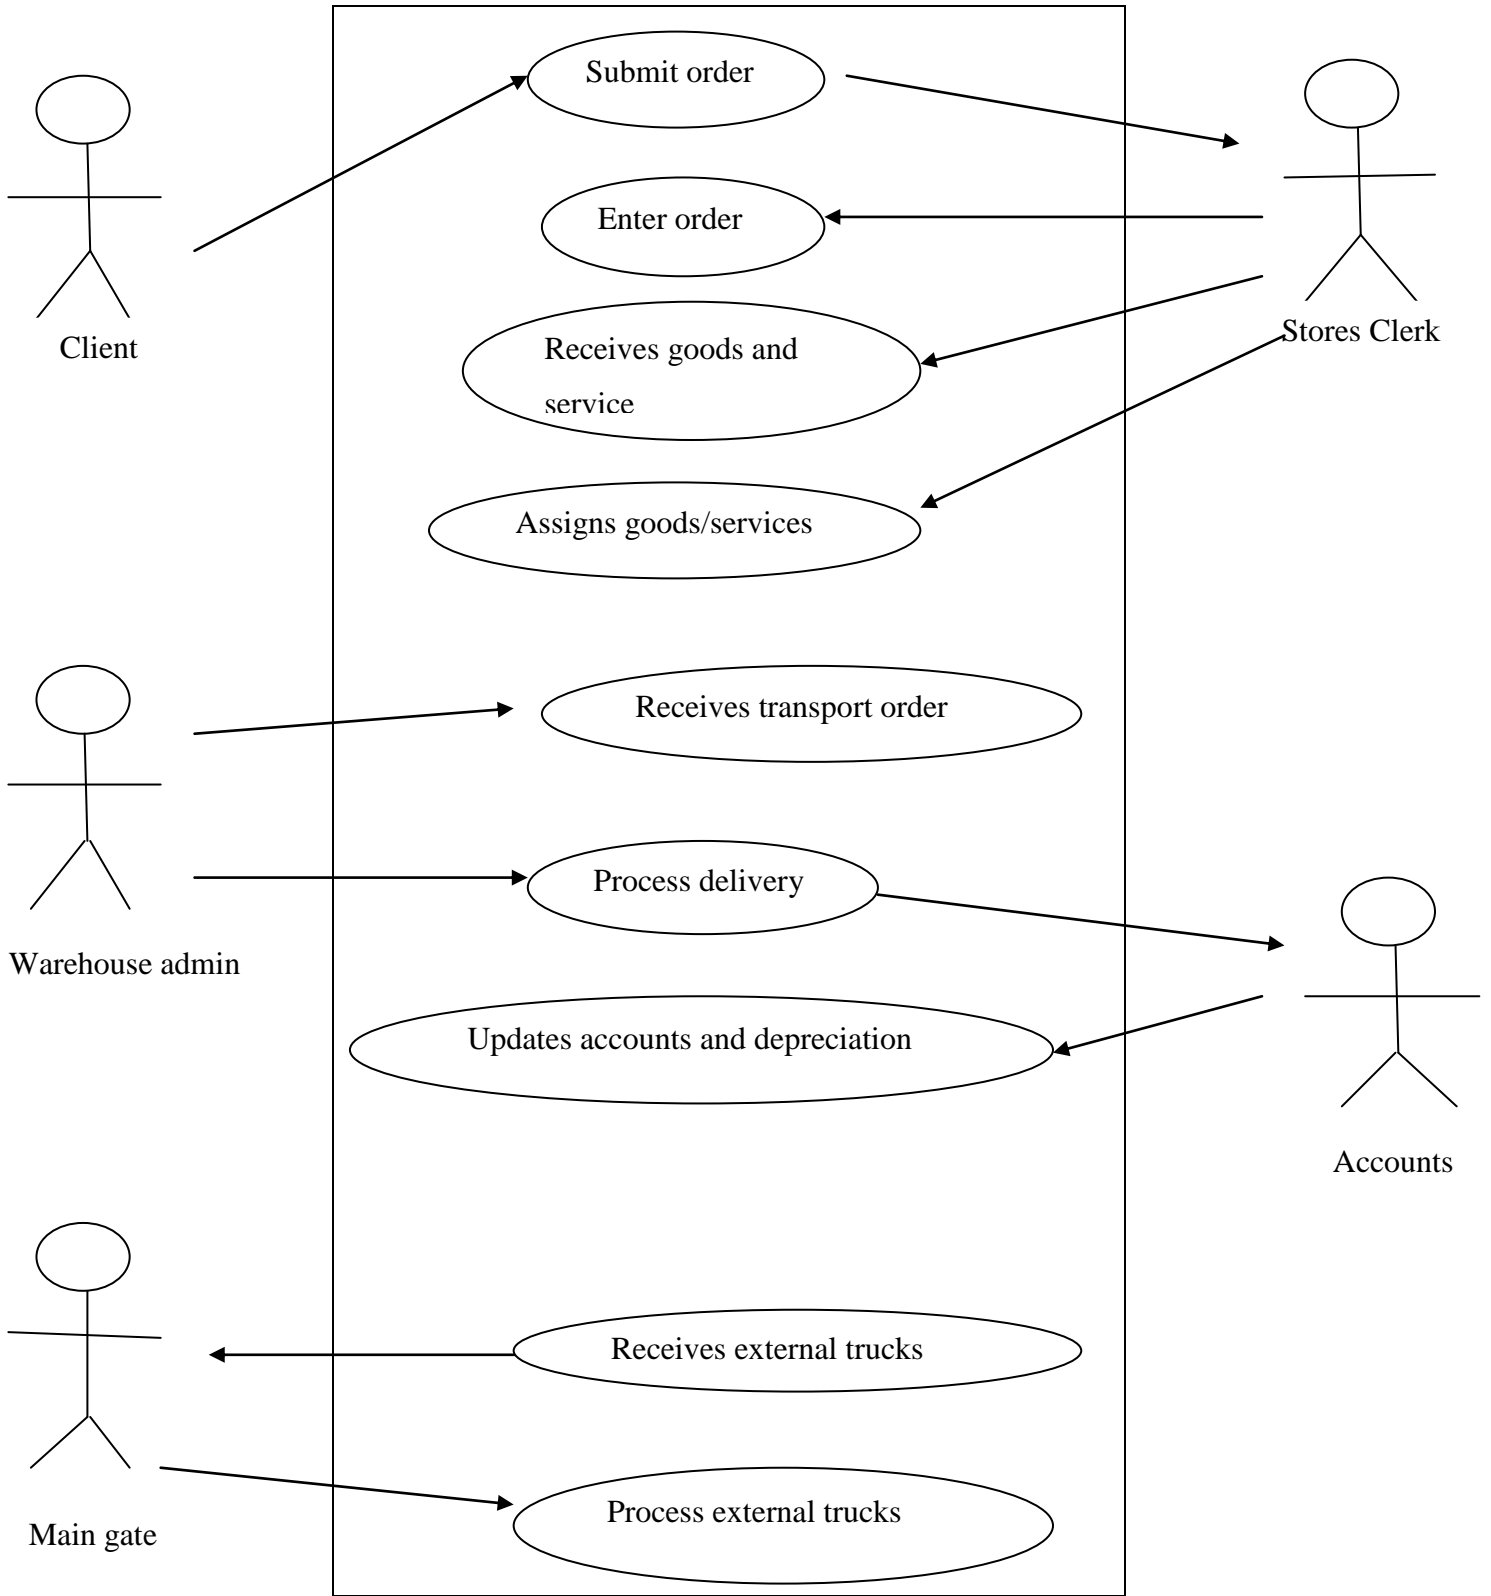 Submit order
Enter order
Client
Stores Clerk
Receives goods and
service
Assigns goods/services
Receives transport order
Process delivery
Warehouse admin
Updates accounts and depreciation
Accounts
Receives external trucks
Process external trucks
Main gate